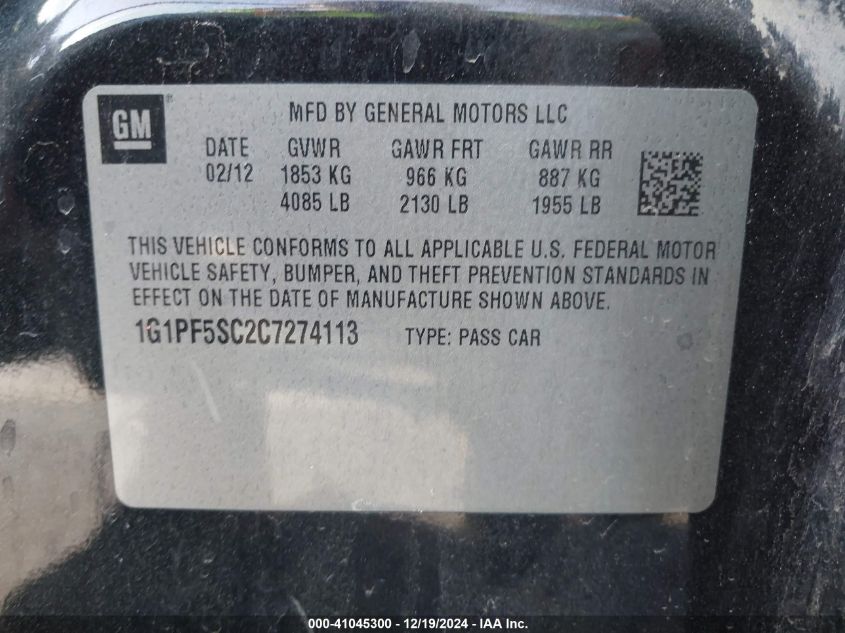 GM®
MFD BY GENERAL MOTORS LLC
DATE GVWR GAWR FRT GAWR RR
02/12 1853 KG 966 KG 887 KG
4085 LB 2130 LB 1955 LB
THIS VEHICLE CONFORMS TO ALL APPLICABLE U.S. FEDERAL MOTOR
VEHICLE SAFETY, BUMPER, AND THEFT PREVENTION STANDARDS IN
EFFECT ON THE DATE OF MANUFACTURE SHOWN ABOVE.
1G1PF5SC2C7274113 TYPE: PASS CAR
000-41045300 - 12/19/2024 - IAA Inc.